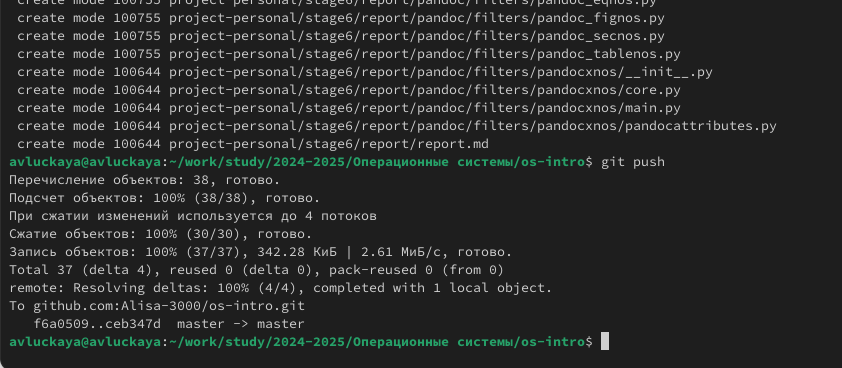 create mode 100755 project-personal/stage6/report/pandoc/filters/pandoc_eqnos.py
create mode 100755 project-personal/stage6/report/pandoc/filters/pandoc_fignos.py
create mode 100755 project-personal/stage6/report/pandoc/filters/pandoc_secnos.py
create mode 100755 project-personal/stage6/report/pandoc/filters/pandoc_tablenos.py
create mode 100644 project-personal/stage6/report/pandoc/filters/pandocxnos/__init__.py
create mode 100644 project-personal/stage6/report/pandoc/filters/pandocxnos/core.py
create mode 100644 project-personal/stage6/report/pandoc/filters/pandocxnos/main.py
create mode 100644 project-personal/stage6/report/pandoc/filters/pandocxnos/pandocattributes.py
create mode 100644 project-personal/stage6/report/report.md
avluckaya@avluckaya:~/work/study/2024-2025/Операционные системы/os-intro$ git push
Перечисление объектов: 38, готово.
Подсчет объектов: 100% (38/38), готово.
При сжатии изменений используется до 4 потоков
Сжатие объектов: 100% (30/30), готово.
Запись объектов: 100% (37/37), 342.28 КиБ | 2.61 МиБ/с, готово.
Total 37 (delta 4), reused 0 (delta 0), pack-reused 0 (from 0)
remote: Resolving deltas: 100% (4/4), completed with 1 local object.
To github.com:Alisa-3000/os-intro.git
f6a0509..ceb347d  master -> master
avluckaya@avluckaya:~/work/study/2024-2025/Операционные системы/os-intro$